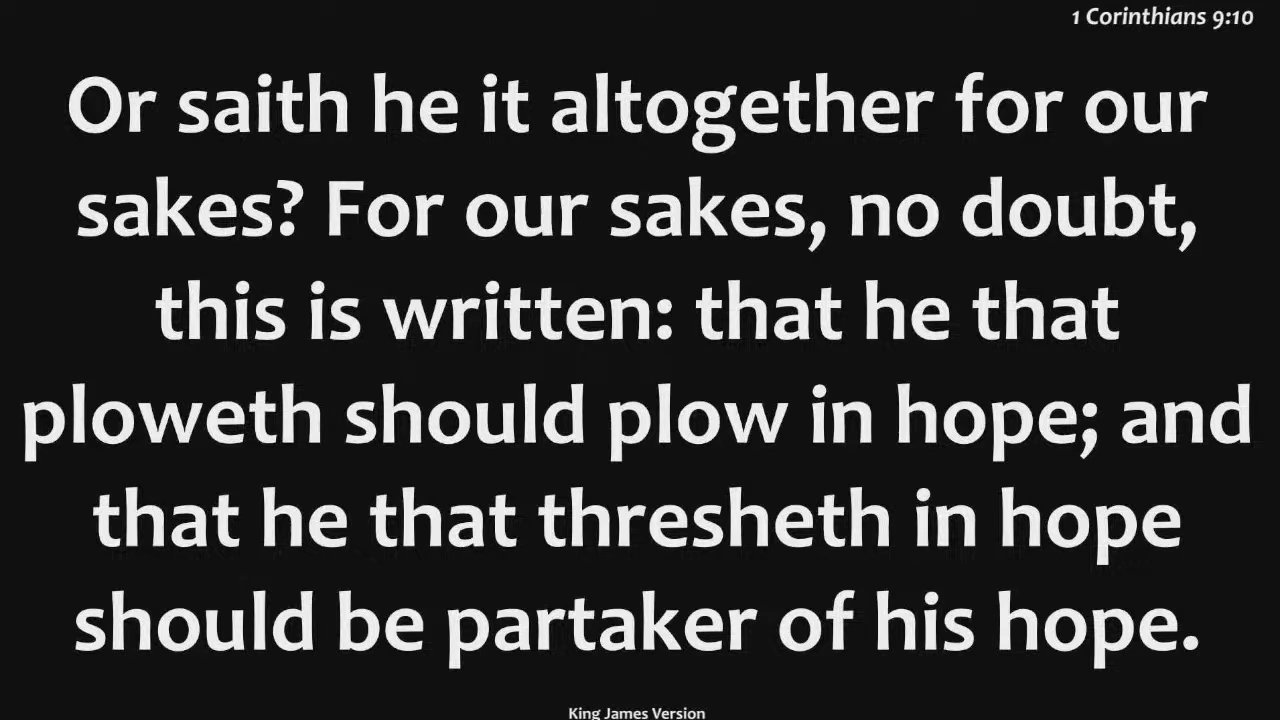 1 Corinthians 9:10
Or saith he it altogether for our
sakes? For our sakes, no doubt,
this is written: that he that
ploweth should plow in hope; and
that he that thresheth in hope
should be partaker of his hope.
King James Version